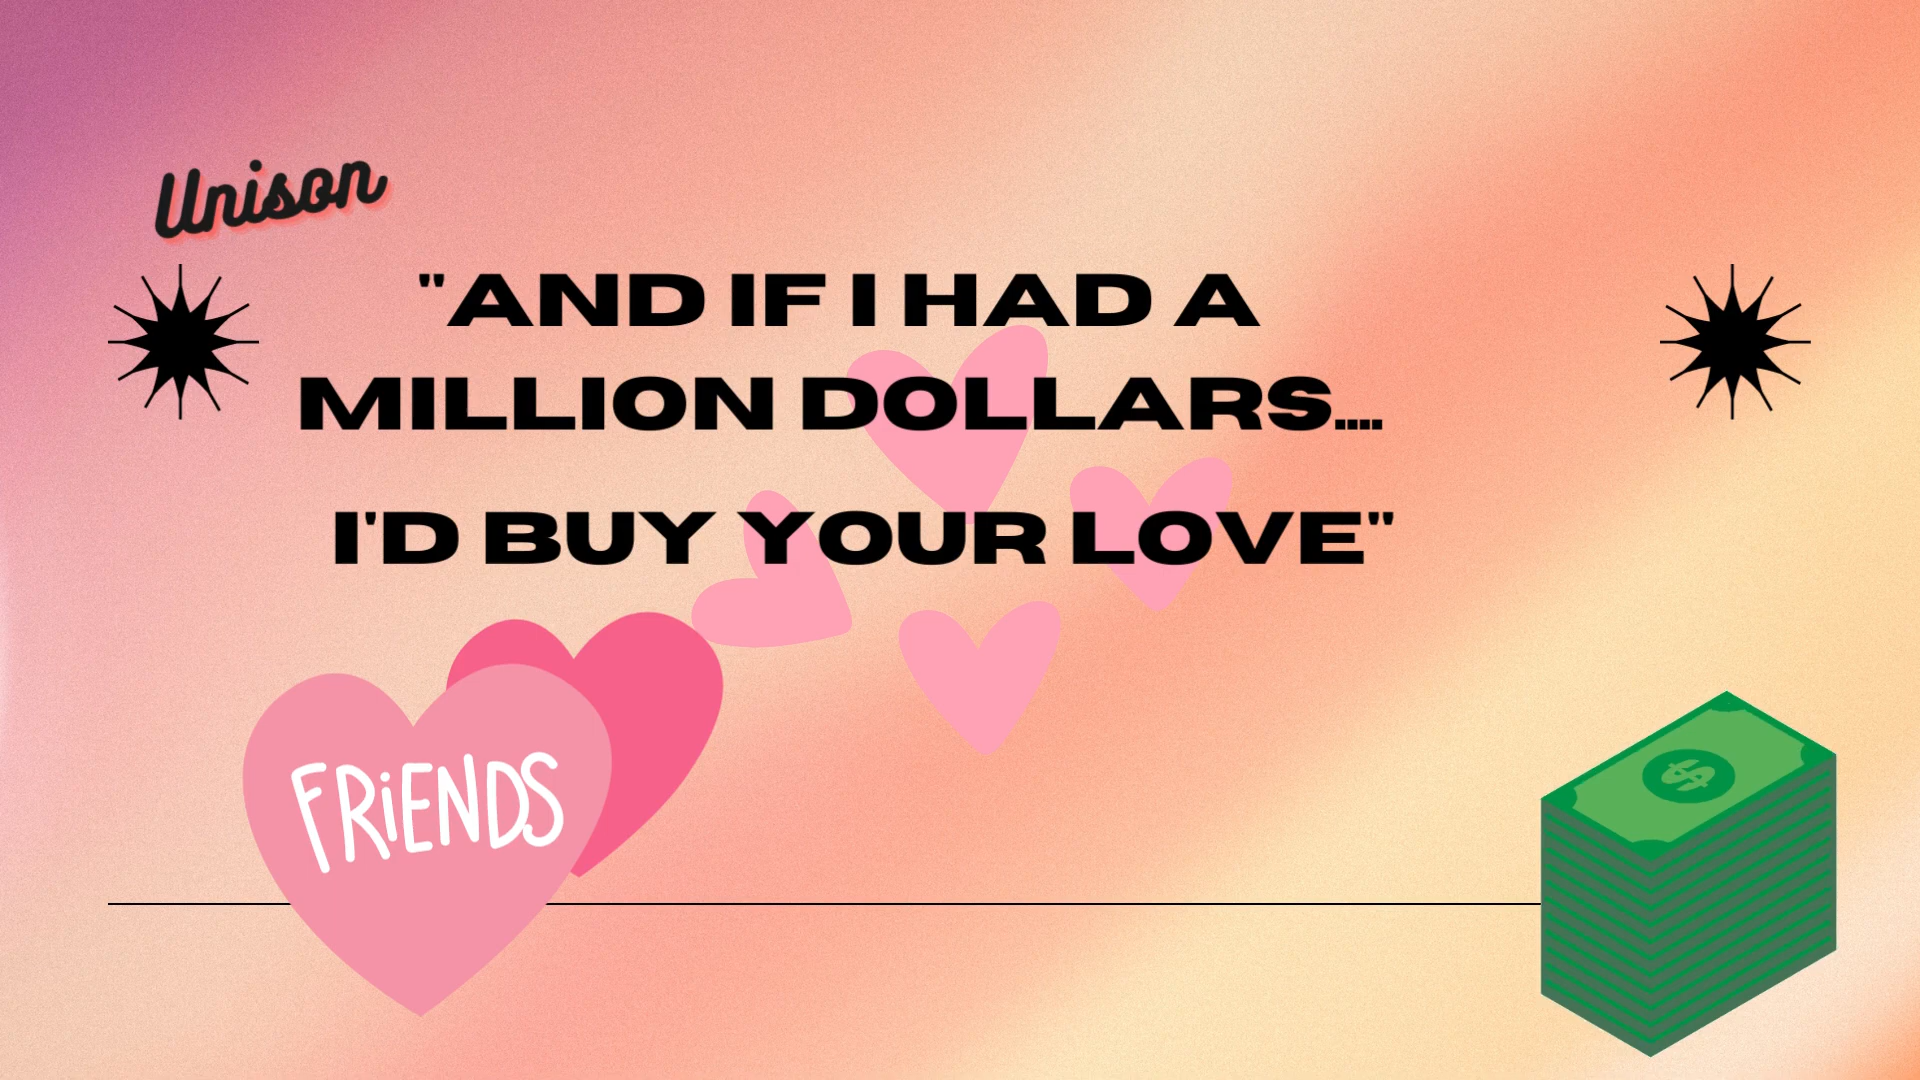 Unison
"AND IF I HAD A
MILLION DOLLARS....
I'D BUY YOUR LOVE"
FRiENDS
$